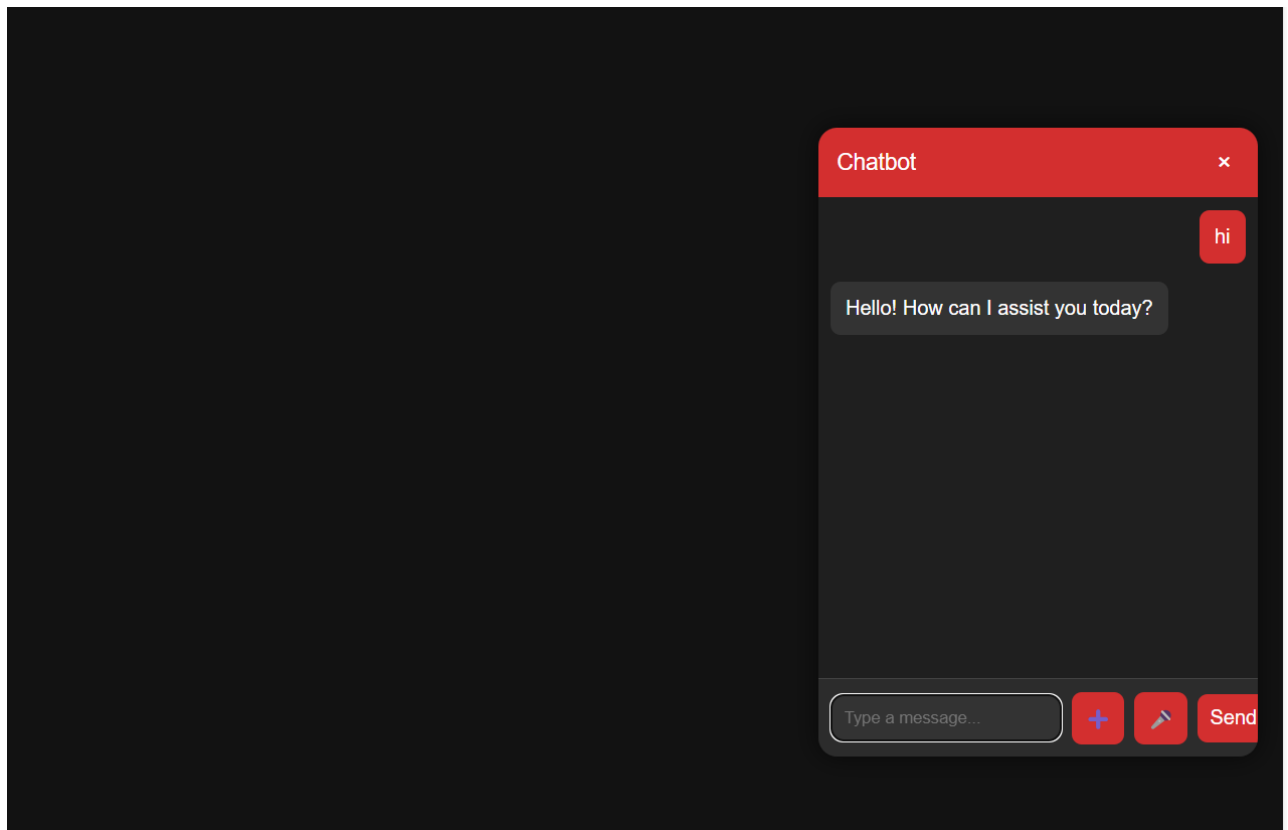 Chatbot ×
hi
Hello! How can I assist you today?
Type a message... Send